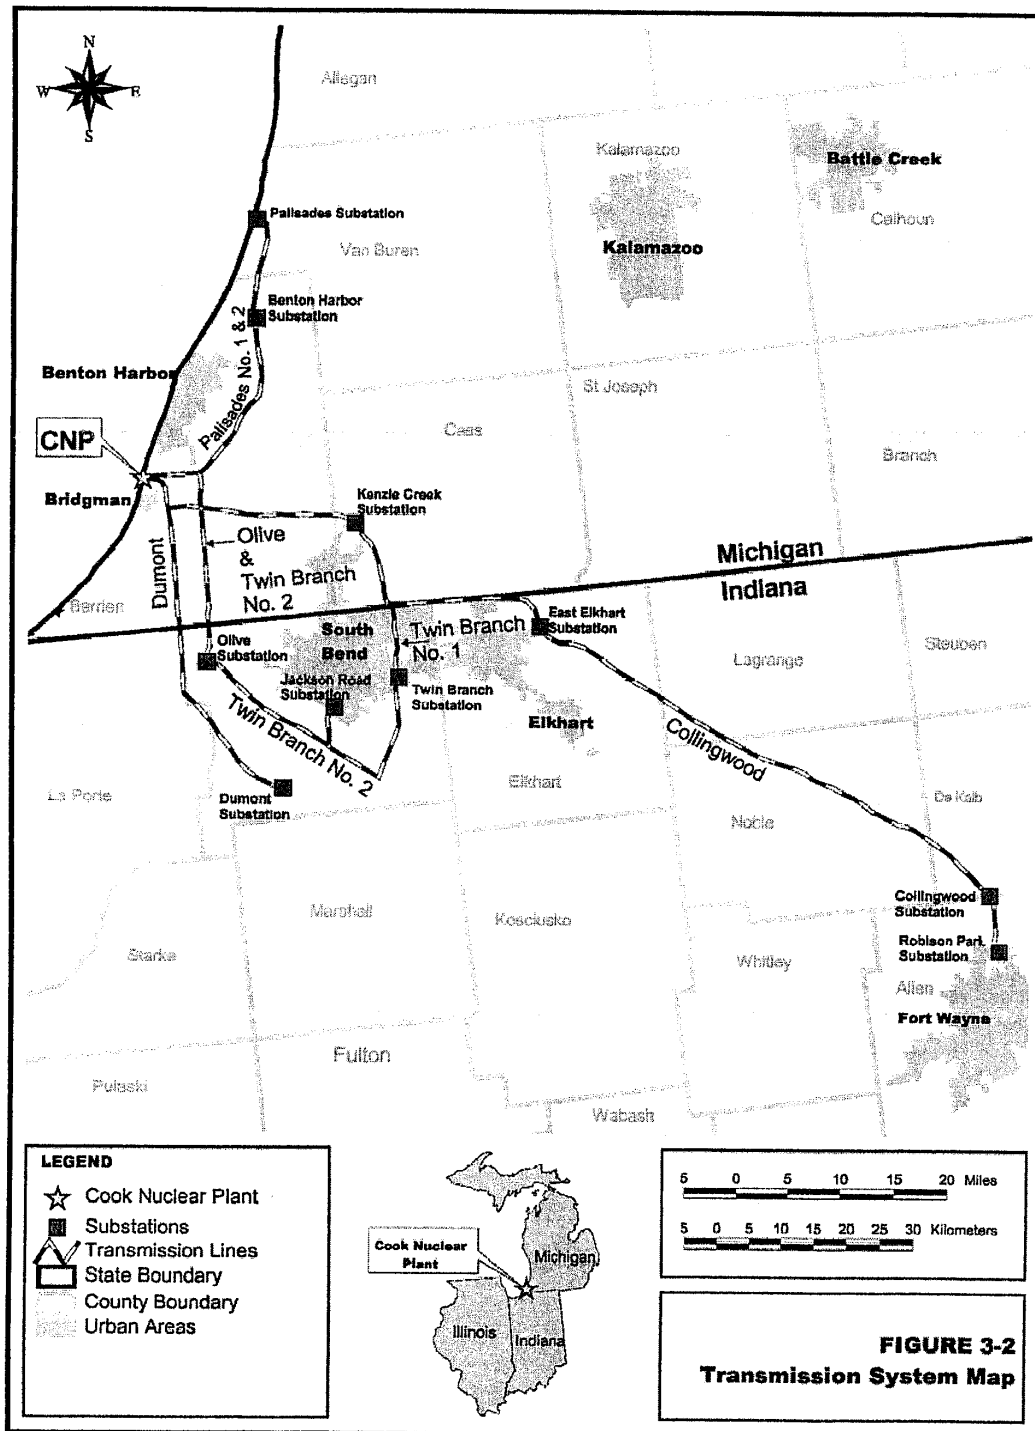 N
W
E
S
Allegan
Kalamazoo
Battle Creek
Calhoun
Palisades Substation
Van Buren
Kalamazoo
Benton Harbor
Substation
Benton Harbor
Palisades No. 1 & 2
St Joseph
Cass
Branch
CNP
Bridgman
Kenzie Creek
Substation
Dumont
Olive
&
Twin Branch
No. 2
Michigan
Indiana
Berrien
South
Bend
Twin Branch
No. 1
East Elkhart
Substation
Steuben
Olive
Substation
Lagrange
Jackson Road
Substation
Twin Branch
Substation
Twin Branch No. 2
Elkhart
Collingwood
La Porte
Dumont
Substation
Elkhart
De Kalb
Noble
Collingwood
Substation
Marshall
Kosciusko
Robison Park
Substation
Starke
Whitley
Allen
Fort Wayne
Fulton
Pulaski
Wabash
LEGEND
Cook Nuclear Plant
Substations
Transmission Lines
State Boundary
County Boundary
Urban Areas
Cook Nuclear
Plant
Michigan
Illinois
Indiana
5 0 5 10 15 20 Miles
5 0 5 10 15 20 25 30 Kilometers
FIGURE 3-2
Transmission System Map